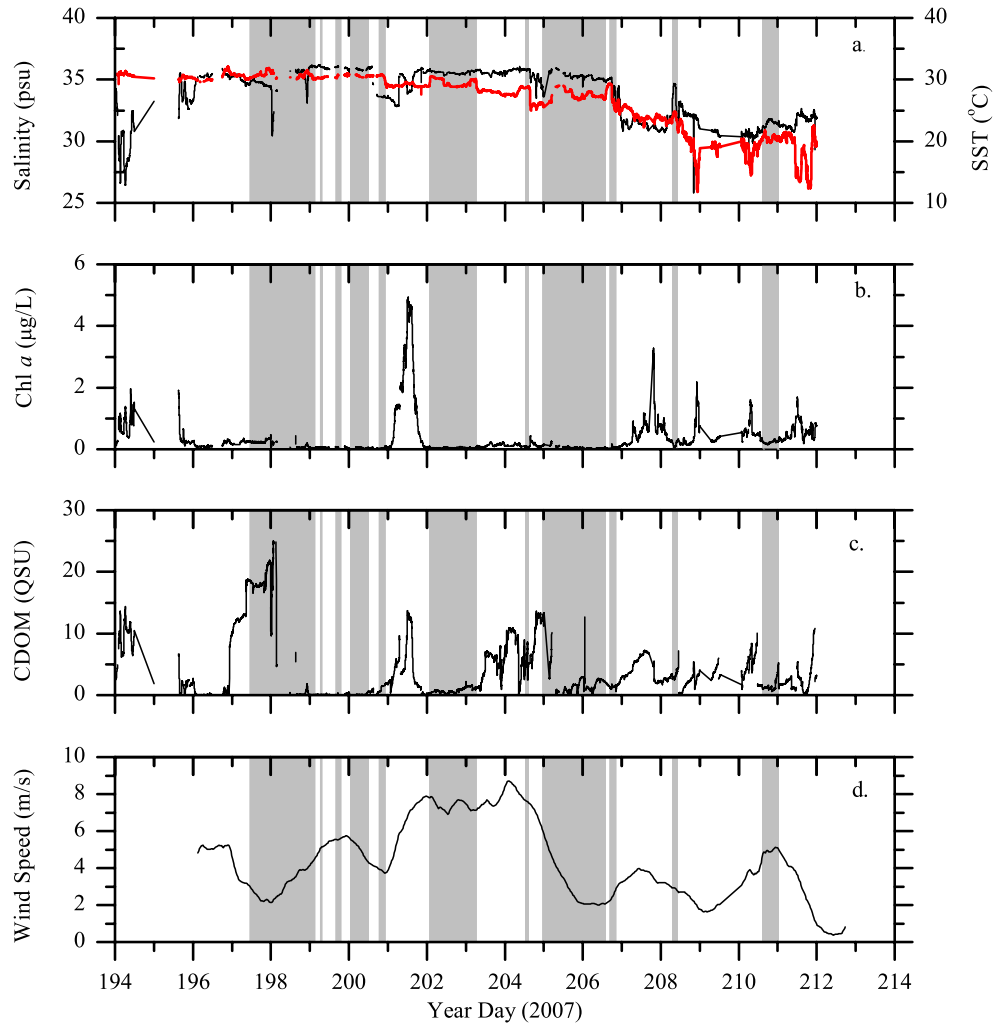 40
35
30
25
Salinity (psu)
40
30
20
10
SST (°C)
a.
6
4
2
0
Chl a (µg/L)
b.
30
20
10
0
CDOM (QSU)
c.
10
8
6
4
2
0
Wind Speed (m/s)
d.
194 196 198 200 202 204 206 208 210 212 214
Year Day (2007)